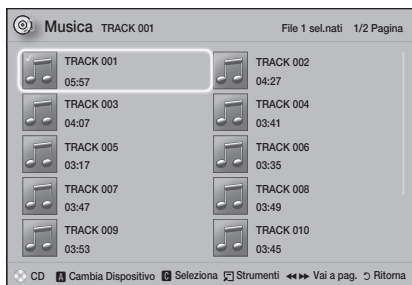 Musica TRACK 001 File 1 sel.nati 1/2 Pagina
TRACK 001 TRACK 002
05:57 04:27
TRACK 003 TRACK 004
04:07 03:41
TRACK 005 TRACK 006
03:17 03:35
TRACK 007 TRACK 008
03:47 03:49
TRACK 009 TRACK 010
03:53 03:45
CD A Cambia Dispositivo C Seleziona Strumenti Vai a pag. Ritorna